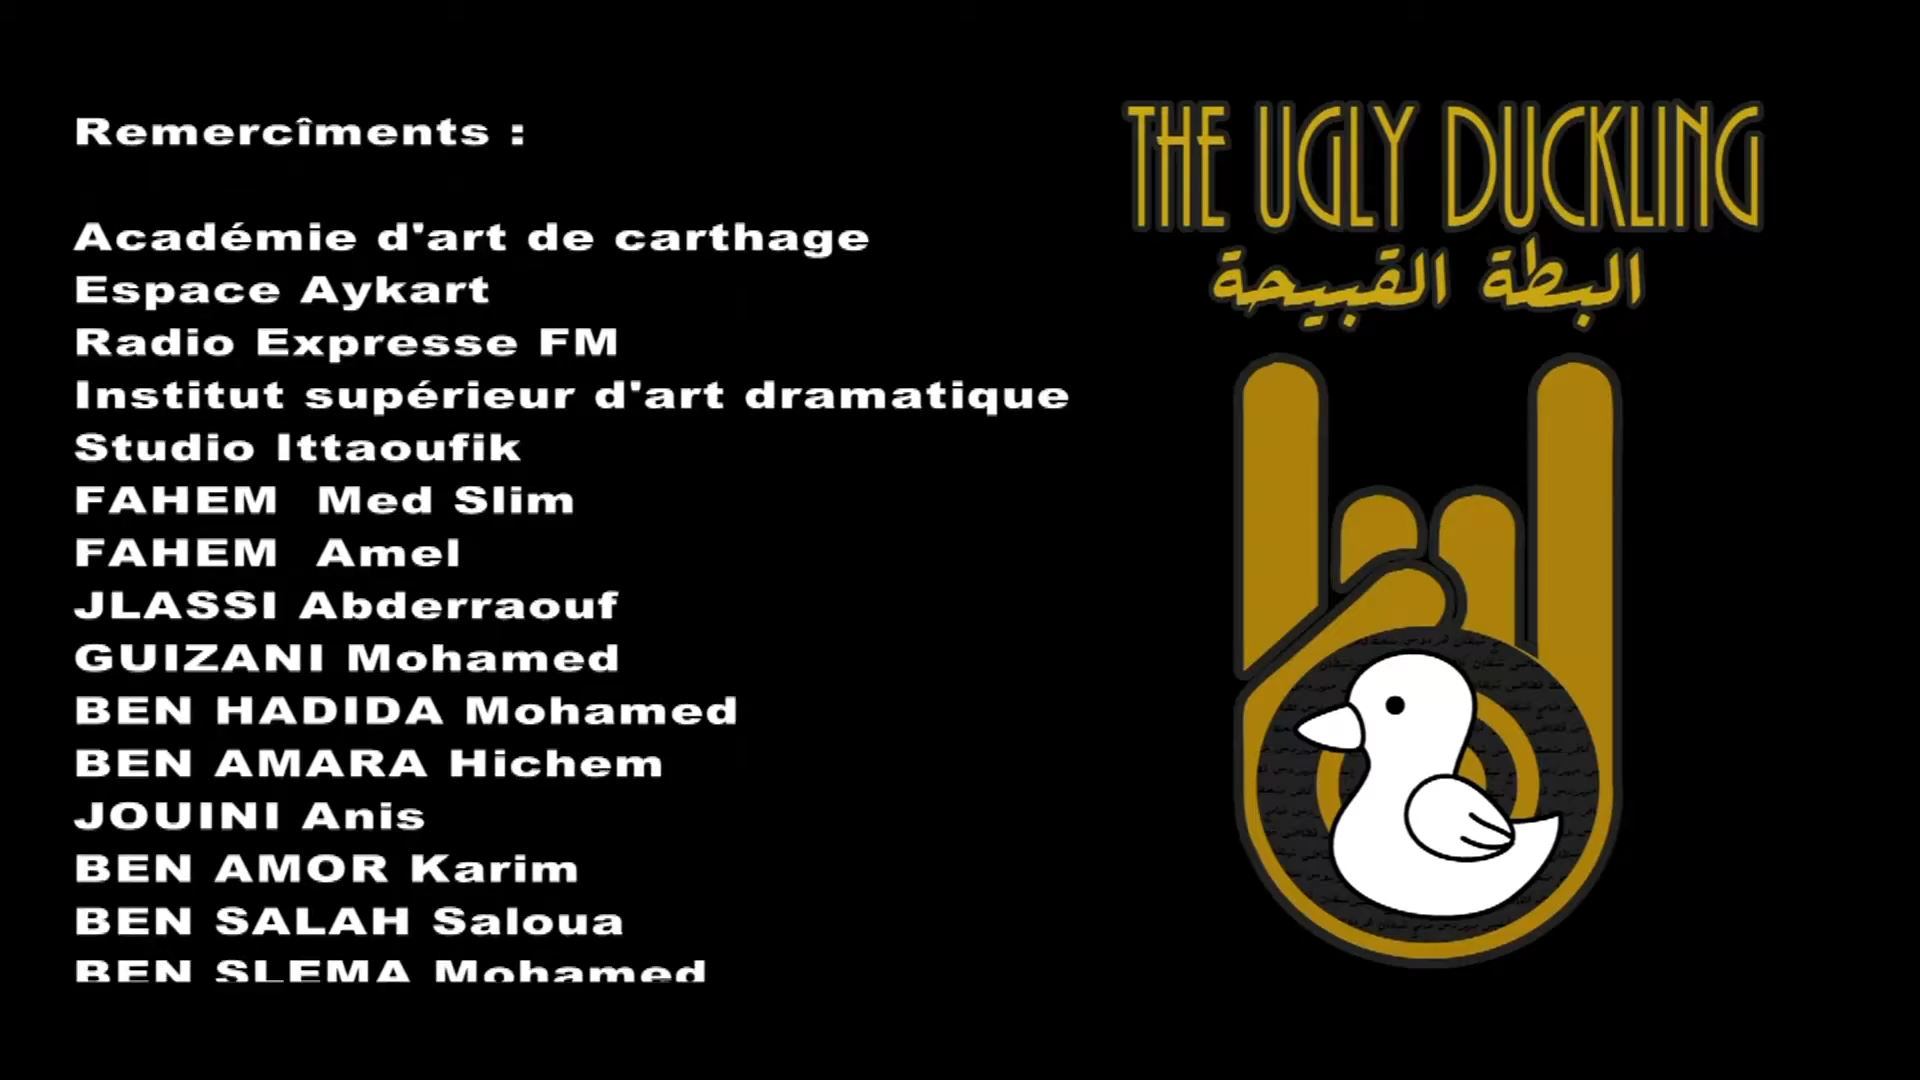 Remercîments :
Académie d'art de carthage
Espace Aykart
Radio Expresse FM
Institut supérieur d'art dramatique
Studio Ittaoufik
FAHEM Med Slim
FAHEM Amel
JLASSI Abderraouf
GUIZANI Mohamed
BEN HADIDA Mohamed
BEN AMARA Hichem
JOUINI Anis
BEN AMOR Karim
BEN SALAH Saloua
BEN SLEMA Mohamed
THE UGLY DUCKLING
البطة القبيحة